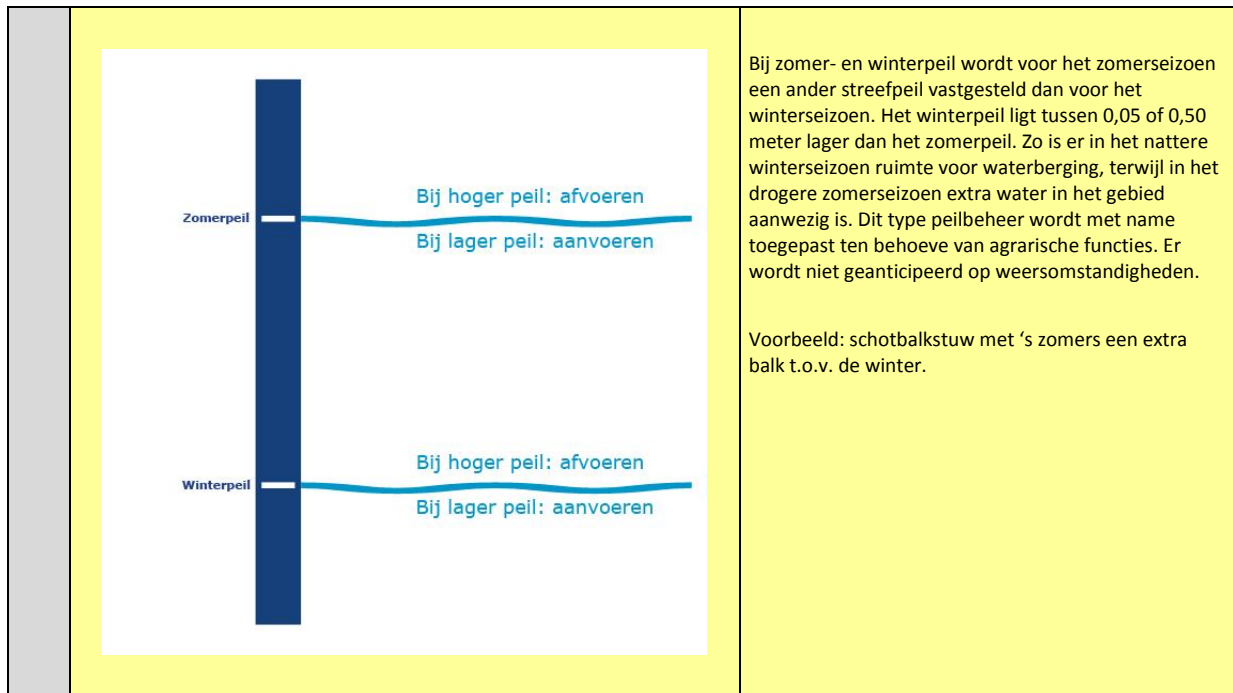 Bij hoger peil: afvoeren
Zomerpeil
Bij lager peil: aanvoeren
Bij hoger peil: afvoeren
Winterpeil
Bij lager peil: aanvoeren
Bij zomer- en winterpeil wordt voor het zomerseizoen
een ander streefpeil vastgesteld dan voor het
winterseizoen. Het winterpeil ligt tussen 0,05 of 0,50
meter lager dan het zomerpeil. Zo is er in het nattere
winterseizoen ruimte voor waterberging, terwijl in het
drogere zomerseizoen extra water in het gebied
aanwezig is. Dit type peilbeheer wordt met name
toegepast ten behoeve van agrarische functies. Er
wordt niet geanticipeerd op weersomstandigheden.
Voorbeeld: schotbalkstuw met ‘s zomers een extra
balk t.o.v. de winter.